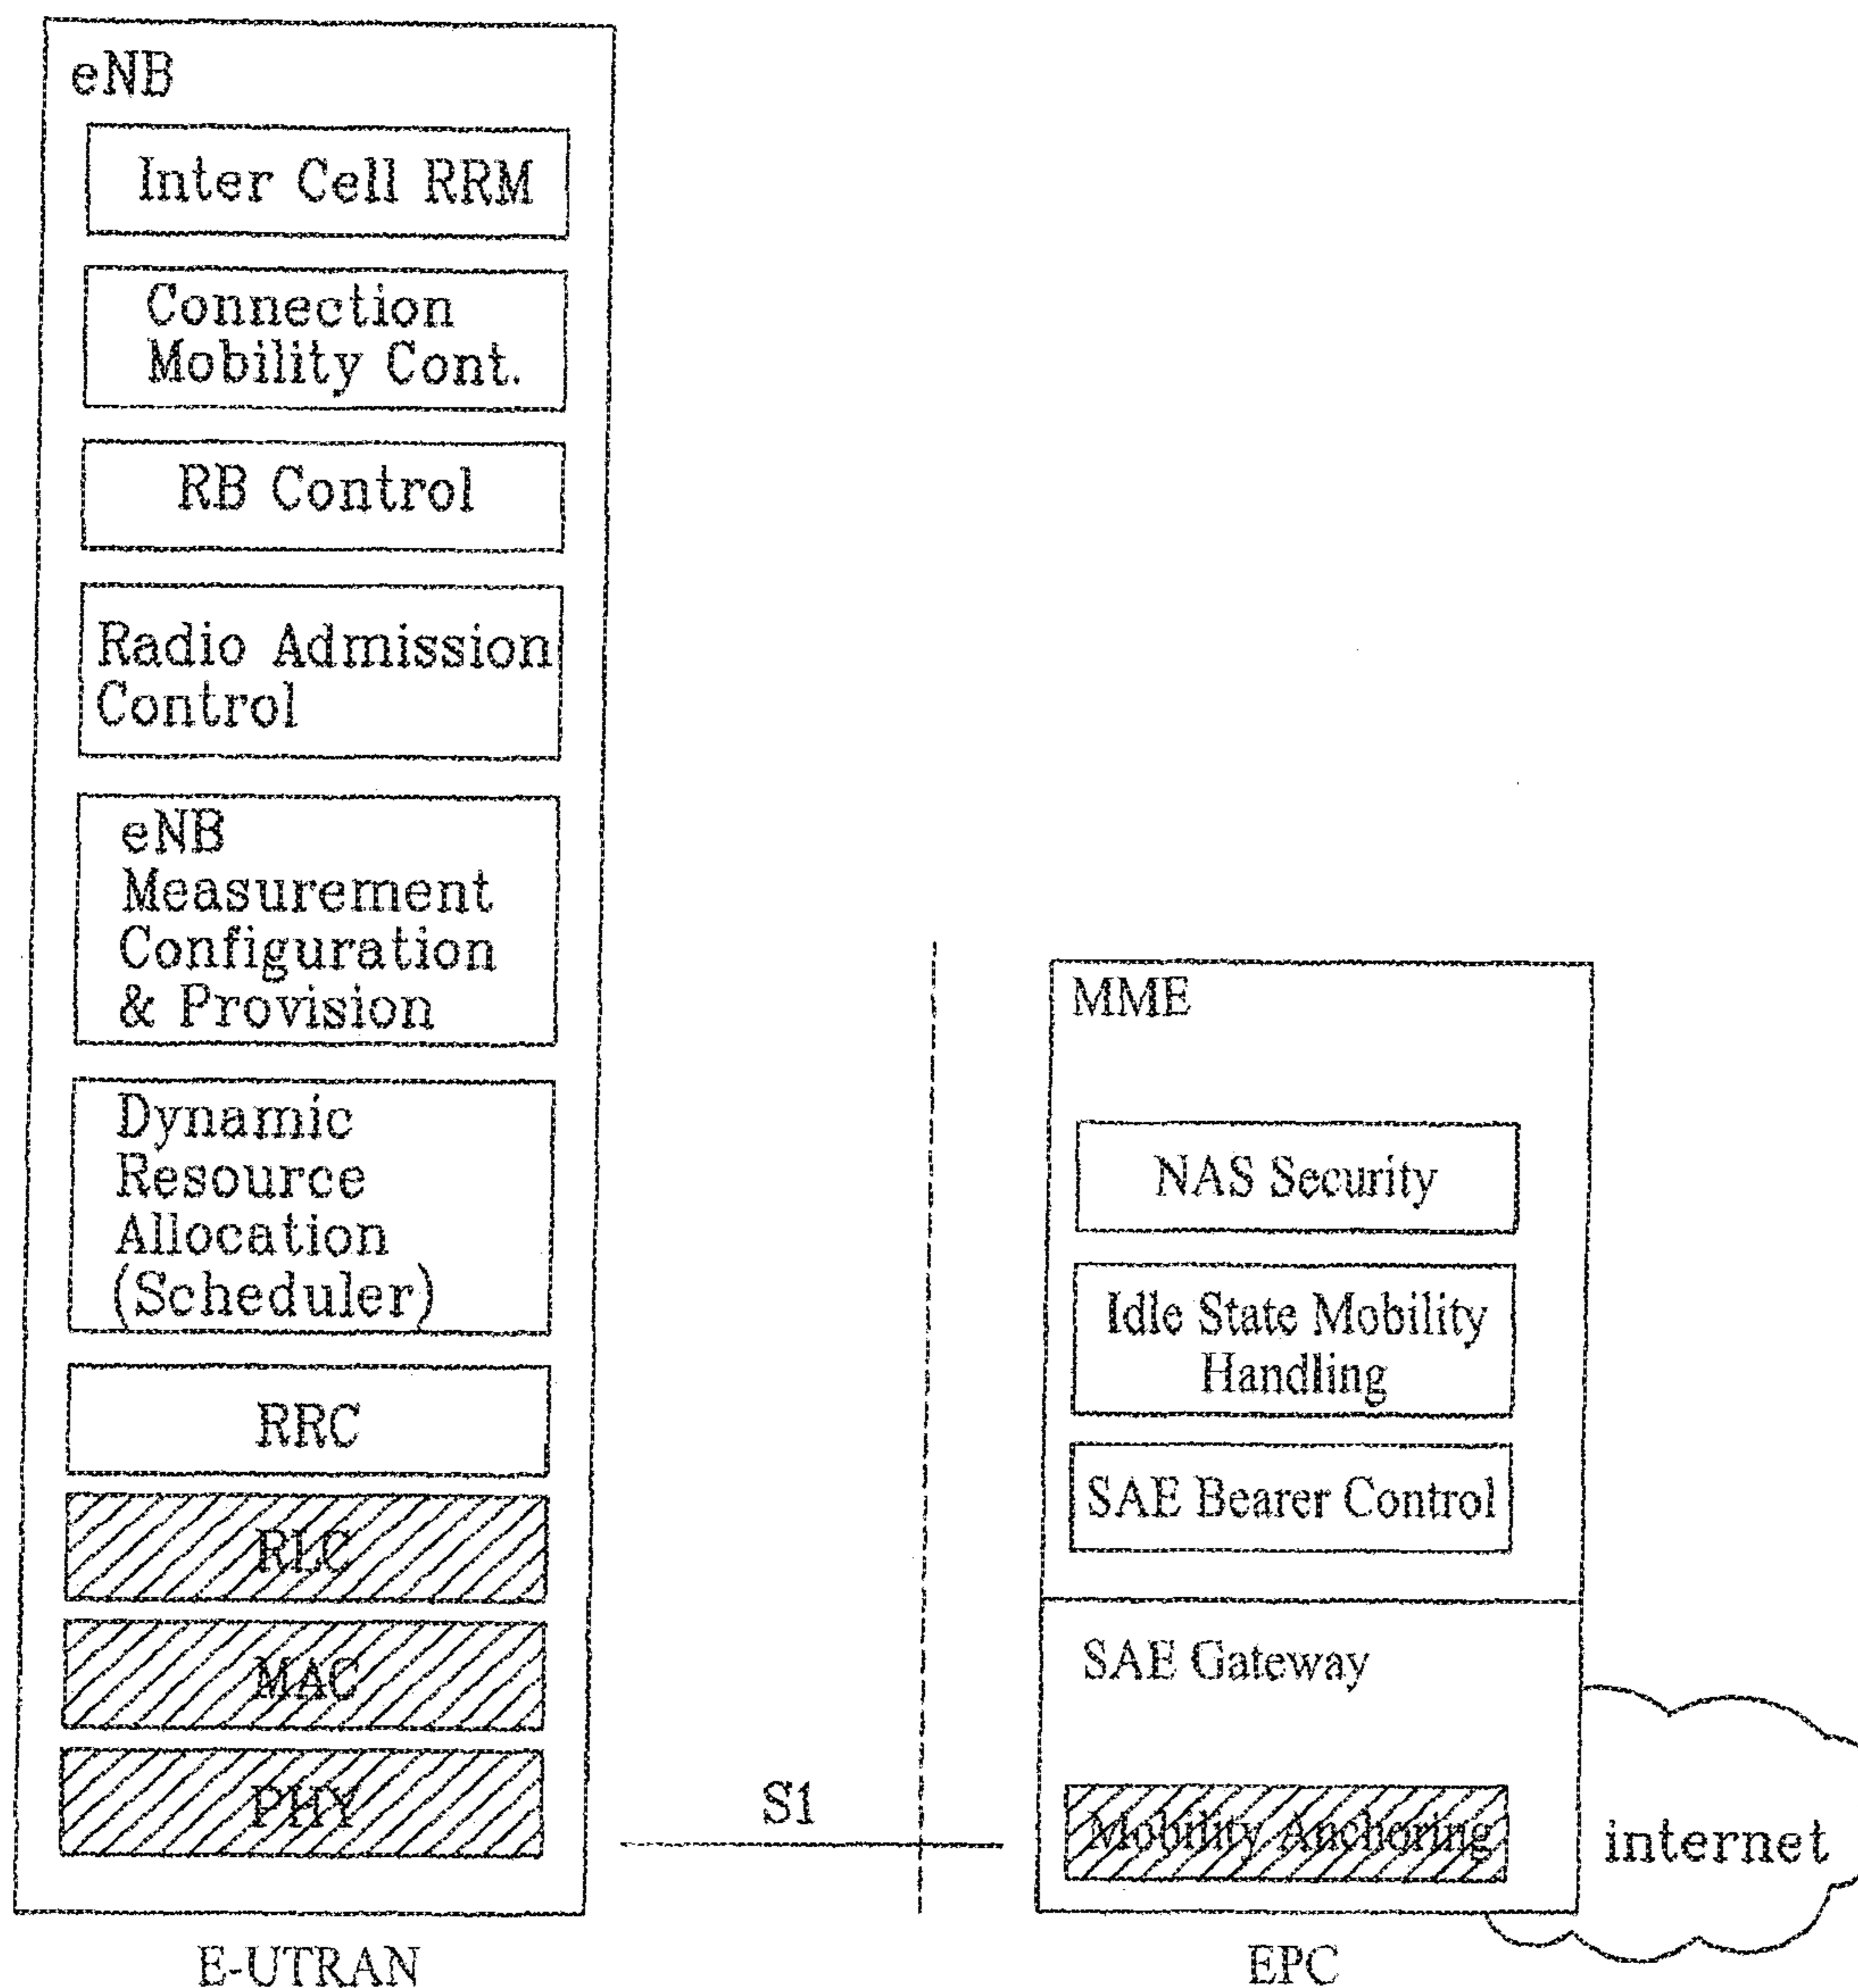 eNB
Inter Cell RRM
Connection
Mobility Cont.
RB Control
Radio Admission
Control
eNB
Measurement
Configuration
& Provision
Dynamic
Resource
Allocation
(Scheduler)
RRC
RLC
MAC
PHY
E-UTRAN
S1
MME
NAS Security
Idle State Mobility
Handling
SAE Bearer Control
SAE Gateway
Mobility Anchoring
EPC
internet